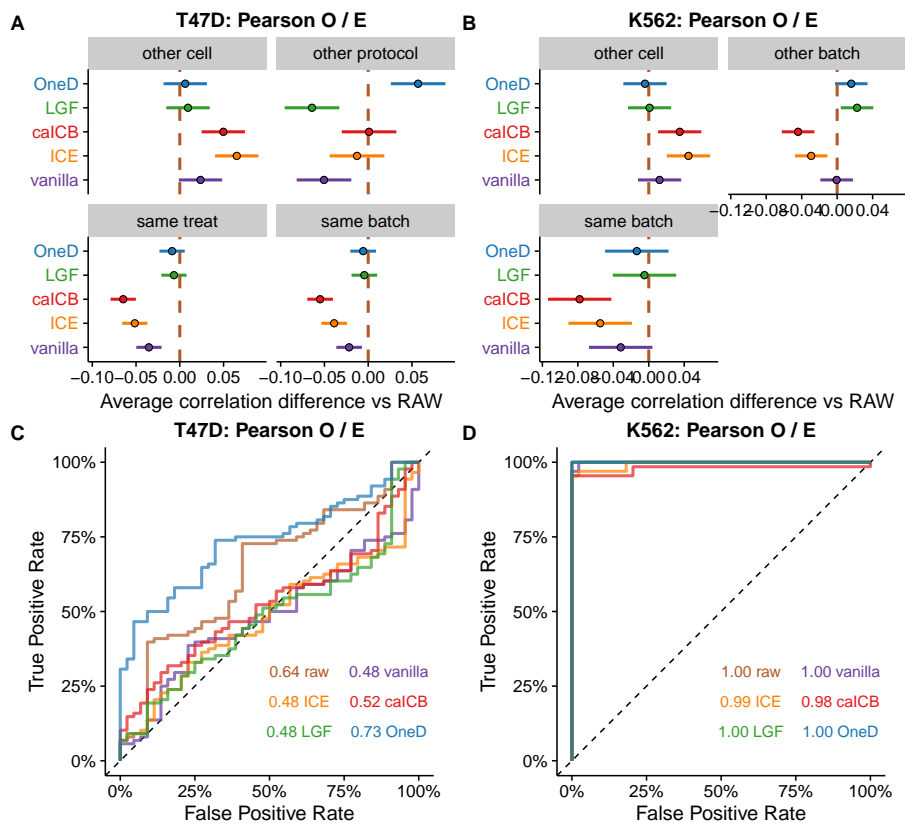 A T47D: Pearson O / E
other cell other protocol
OneD
LGF
caICB
ICE
vanilla
same treat same batch
OneD
LGF
caICB
ICE
vanilla
−0.10 −0.05 0.00 0.05 −0.10 −0.05 0.00 0.05
Average correlation difference vs RAW
B K562: Pearson O / E
other cell other batch
OneD
LGF
caICB
ICE
vanilla
−0.12 −0.08 −0.04 0.00 0.04
same batch
OneD
LGF
caICB
ICE
vanilla
−0.12 −0.08 −0.04 0.00 0.04
Average correlation difference vs RAW
C T47D: Pearson O / E
True Positive Rate
100%
75%
50%
25%
0%
0.64 raw 0.48 vanilla
0.48 ICE 0.52 caICB
0.48 LGF 0.73 OneD
0% 25% 50% 75% 100%
False Positive Rate
D K562: Pearson O / E
True Positive Rate
100%
75%
50%
25%
0%
1.00 raw 1.00 vanilla
0.99 ICE 0.98 caICB
1.00 LGF 1.00 OneD
0% 25% 50% 75% 100%
False Positive Rate